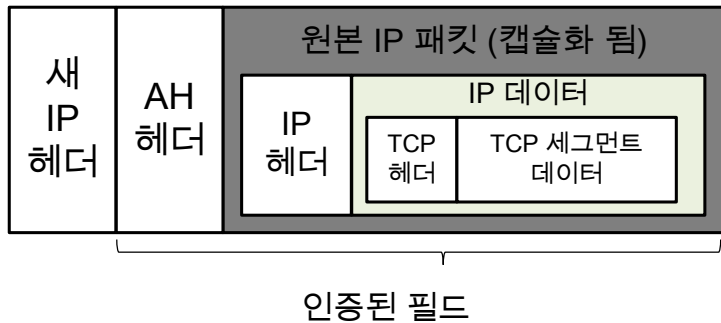 원본 IP 패킷 (캡슐화 됨)
새
IP
헤더
AH
헤더
IP
헤더
IP 데이터
TCP
헤더
TCP 세그먼트
데이터
인증된 필드